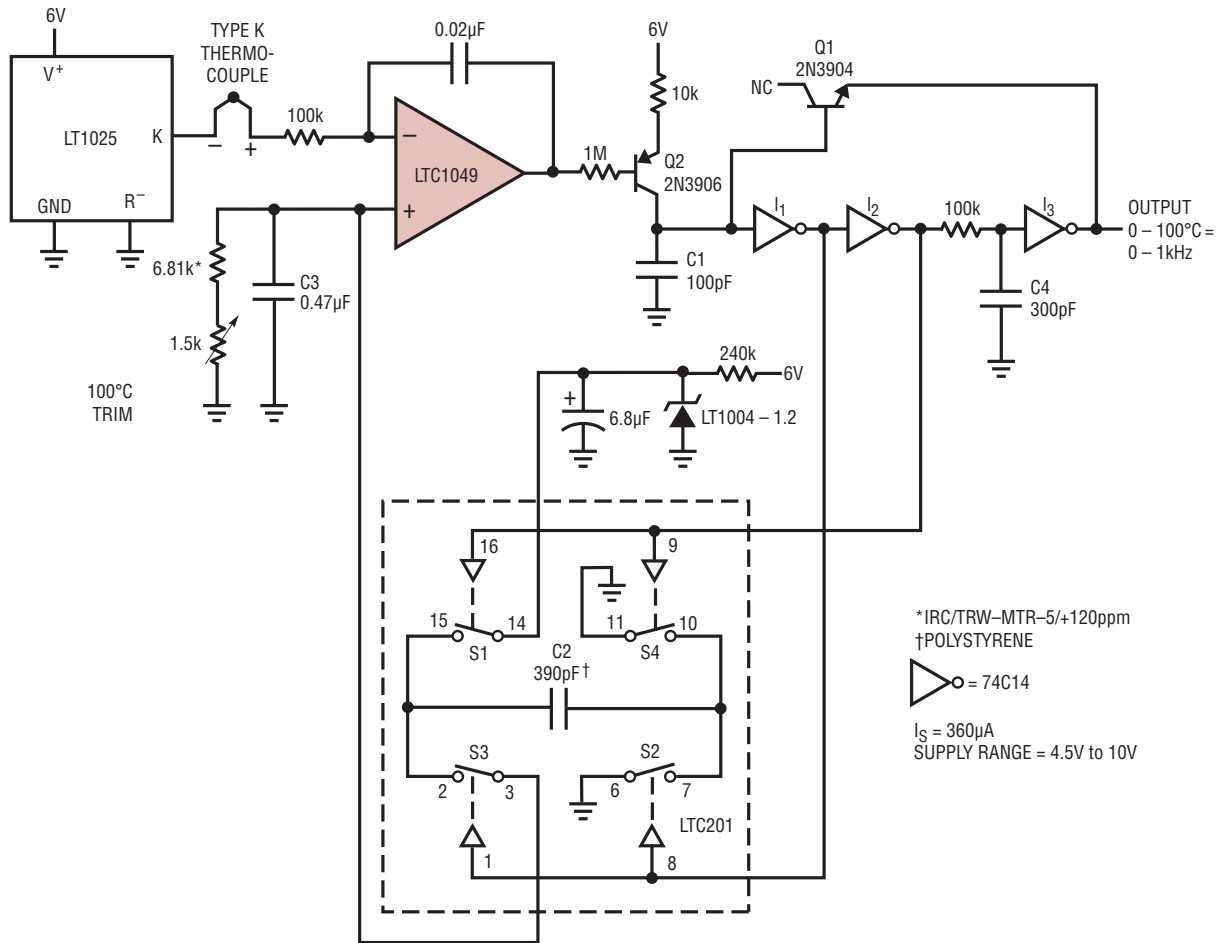 6V
V+
LT1025
K
GND
R–
TYPE K
THERMO-
COUPLE
–
+
100k
0.02µF
–
LTC1049
+
6.81k*
1.5k
100°C
TRIM
C3
0.47µF
1M
6V
10k
Q2
2N3906
C1
100pF
Q1
2N3904
NC
I1
I2
100k
I3
C4
300pF
OUTPUT
0 – 100°C =
0 – 1kHz
240k
6V
+
6.8µF
LT1004 – 1.2
16
9
15
14
S1
11
10
S4
C2
390pF†
S3
2
3
S2
6
7
LTC201
1
8
*IRC/TRW–MTR–5/+120ppm
†POLYSTYRENE
= 74C14
IS = 360µA
SUPPLY RANGE = 4.5V to 10V